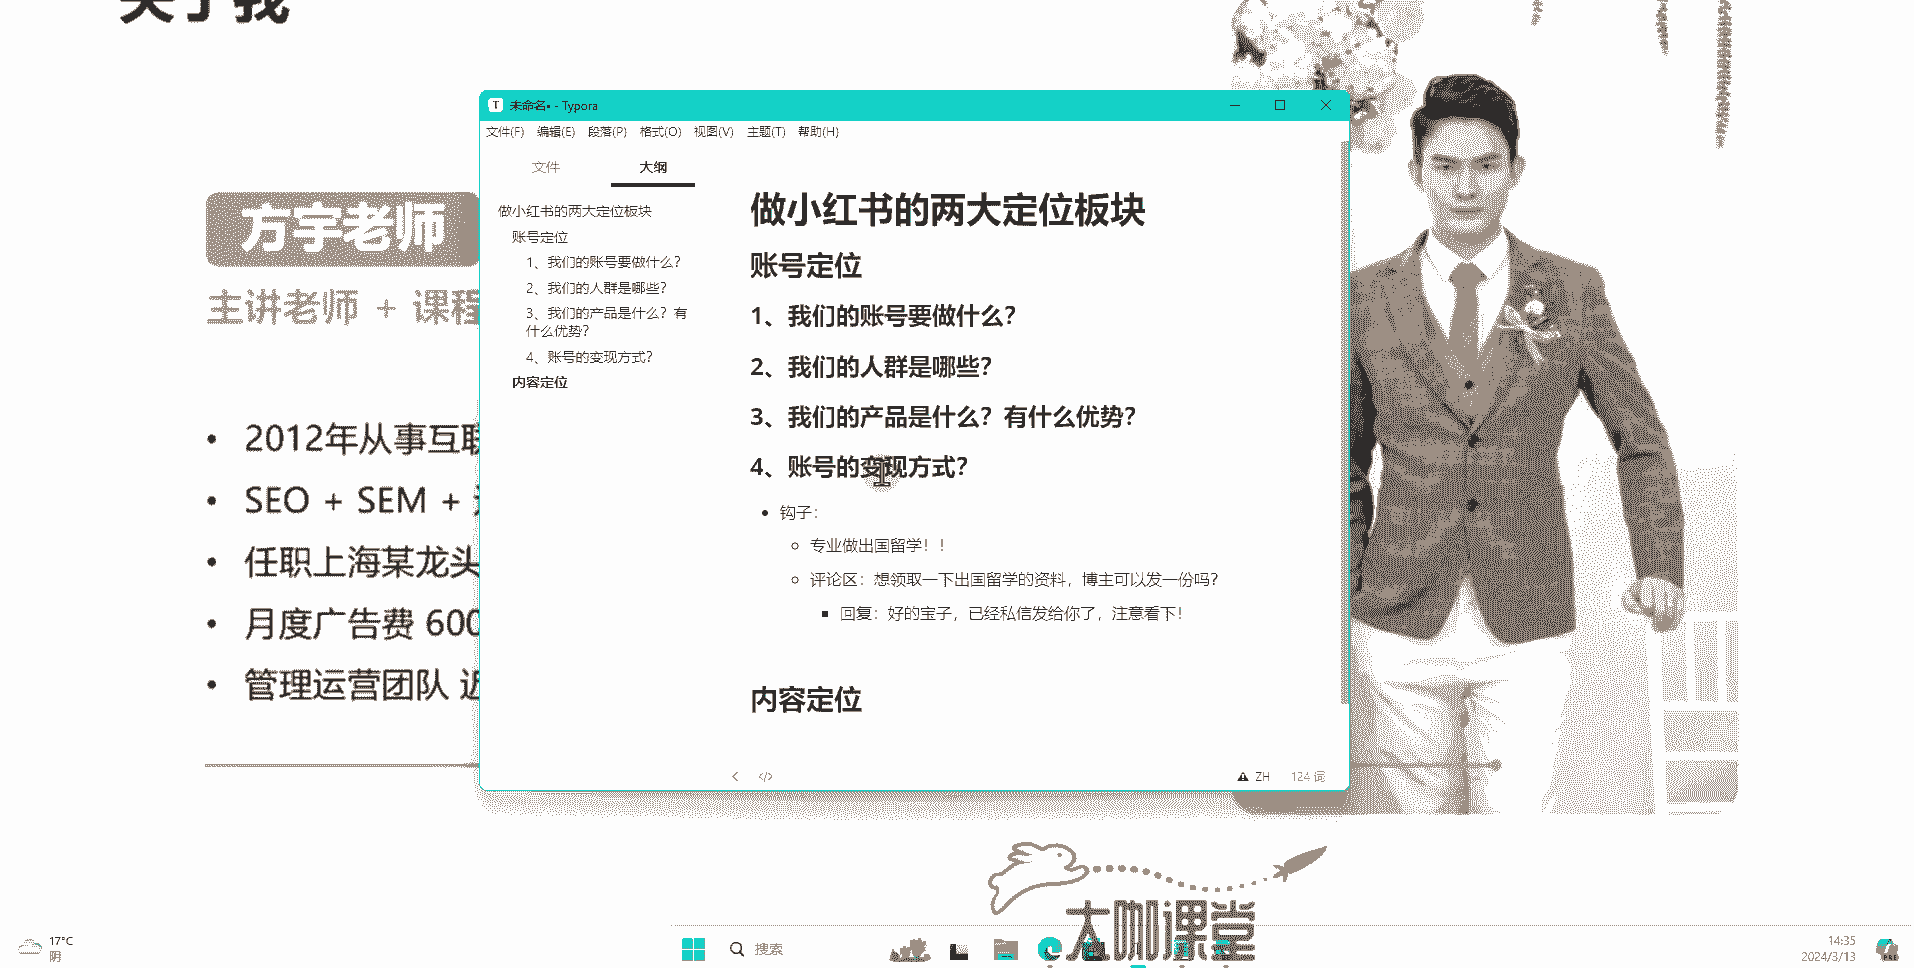 关于我
方宇老师
主讲老师 + 课程
2012年从事互联
SEO + SEM +
任职上海某龙头
月度广告费 600
管理运营团队 近
T 未命名• - Typora
文件(F) 编辑(E) 段落(P) 格式(O) 视图(V) 主题(T) 帮助(H)
文件 大纲
做小红书的两大定位板块
账号定位
1、我们的账号要做什么？
2、我们的人群是哪些？
3、我们的产品是什么？有
什么优势？
4、账号的变现方式？
内容定位
做小红书的两大定位板块
账号定位
1、我们的账号要做什么？
2、我们的人群是哪些？
3、我们的产品是什么？有什么优势？
4、账号的变现方式？
钩子：
专业做出国留学！！
评论区：想领取一下出国留学的资料，博主可以发一份吗？
回复：好的宝子，已经私信发给你了，注意看下！
内容定位
ZH 124 词
大咖课堂
17°C
阴
搜索
14:35
2024/3/13